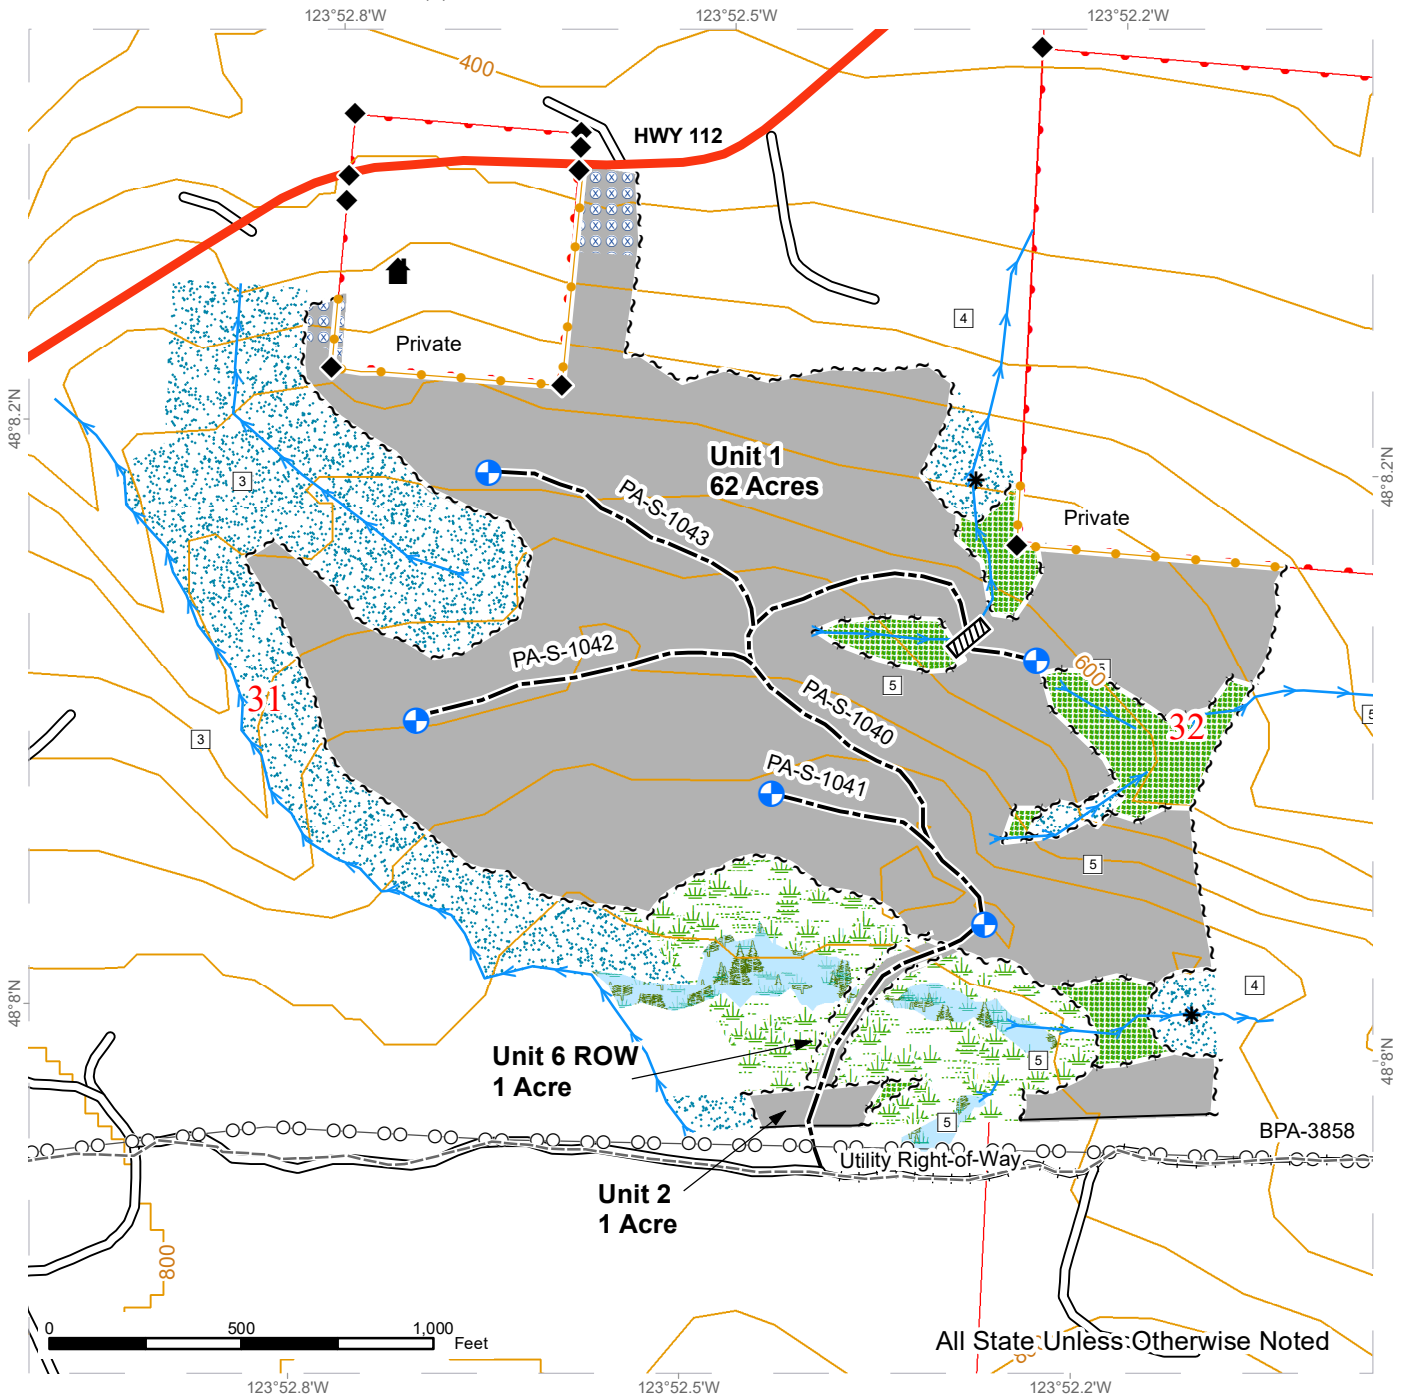 123°52.8'W
123°52.5'W
123°52.2'W
400
HWY 112
4
Private
48°8.2'N
Unit 1
62 Acres
48°8.2'N
3
PA-S-1043
Private
PA-S-1042
600
5
5
31
PA-S-1040
32
5
3
PA-S-1041
5
4
48°8'N
Unit 6 ROW
1 Acre
5
48°8'N
5
BPA-3858
Utility Right-of-Way
Unit 2
1 Acre
800
0
500
1,000
Feet
All State Unless Otherwise Noted
123°52.8'W
123°52.5'W
123°52.2'W